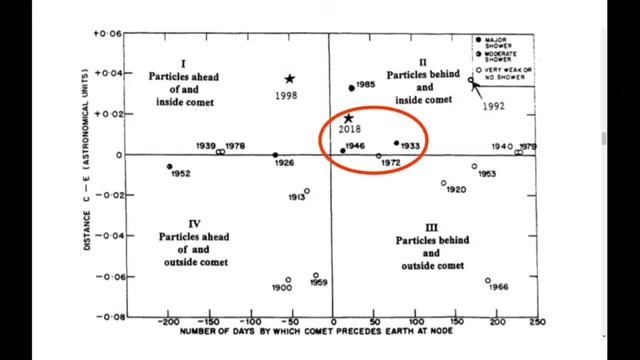 +0·06
MAJOR SHOWER
MODERATE SHOWER
VERY WEAK OR NO SHOWER
I
Particles ahead
of and
inside comet
II
Particles behind
and
inside comet
+0·04
1998
1985
1992
+0·02
2018
1939
1978
1946
1933
1940
1979
0
1952
1926
1972
1953
-0·02
1913
1920
DISTANCE C – E (ASTRONOMICAL UNITS)
IV
Particles ahead
of and
outside comet
III
Particles behind
and
outside comet
-0·04
-0·06
1900
1959
1966
-0·08
-200
-150
-100
-50
0
50
100
150
200
250
NUMBER OF DAYS BY WHICH COMET PRECEDES EARTH AT NODE